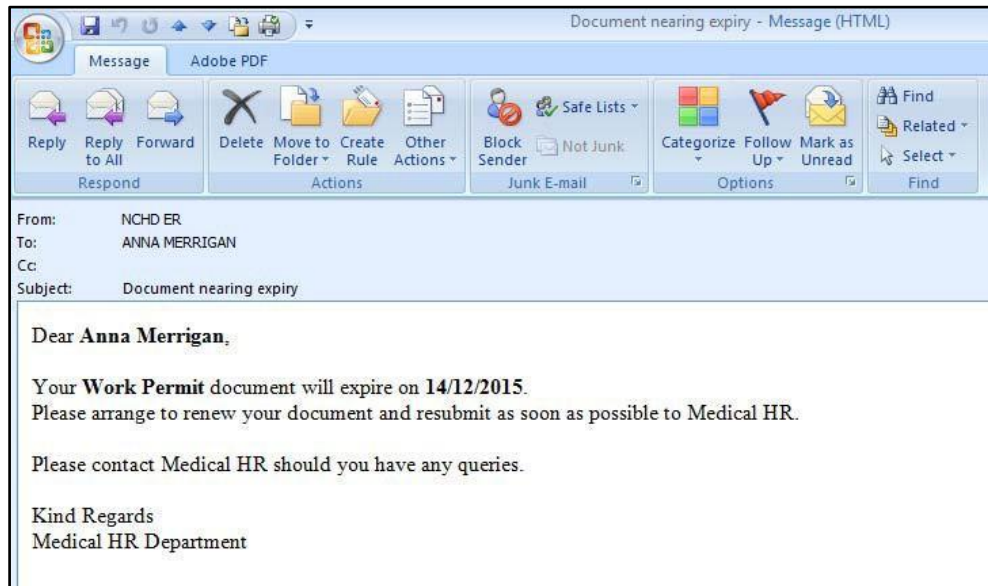 Document nearing expiry - Message (HTML)
Message Adobe PDF
Reply Reply to All Forward
Delete Move to Folder Create Rule Other Actions
Block Sender Safe Lists Not Junk
Categorize Follow Up Mark as Unread
Find Related Select
Respond Actions Junk E-mail Options Find
From: NCHD ER
To: ANNA MERRIGAN
Cc:
Subject: Document nearing expiry
Dear Anna Merrigan,
Your Work Permit document will expire on 14/12/2015.
Please arrange to renew your document and resubmit as soon as possible to Medical HR.
Please contact Medical HR should you have any queries.
Kind Regards
Medical HR Department